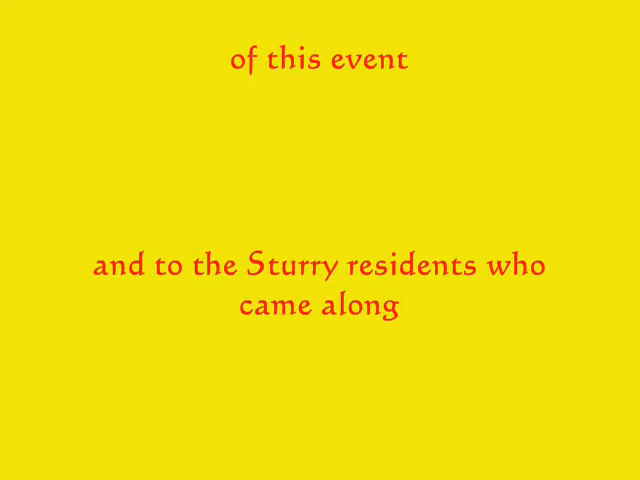 of this event
and to the Sturry residents who
came along